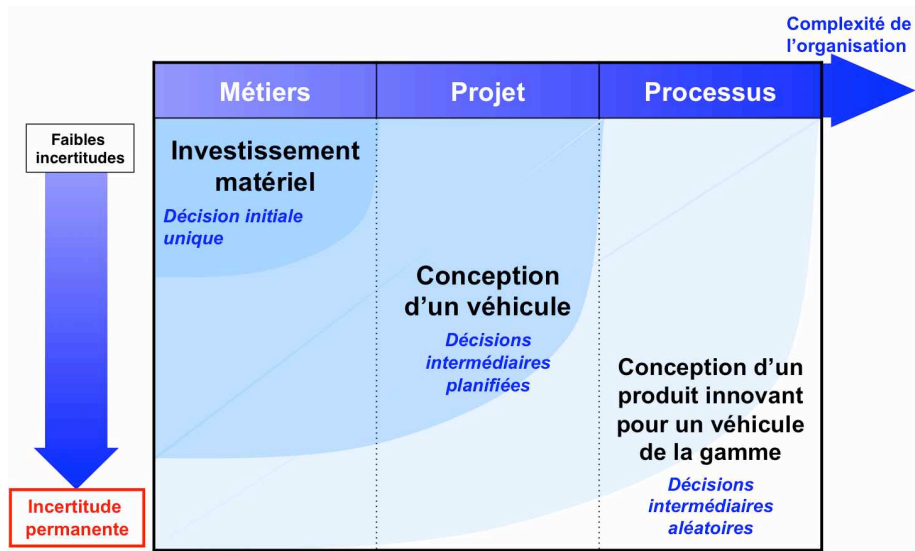 Complexité de
l'organisation
Métiers
Projet
Processus
Faibles
incertitudes
Investissement
matériel
Décision initiale
unique
Conception
d'un véhicule
Décisions
intermédiaires
planifiées
Conception d'un
produit innovant
pour un véhicule
de la gamme
Décisions
intermédiaires
aléatoires
Incertitude
permanente